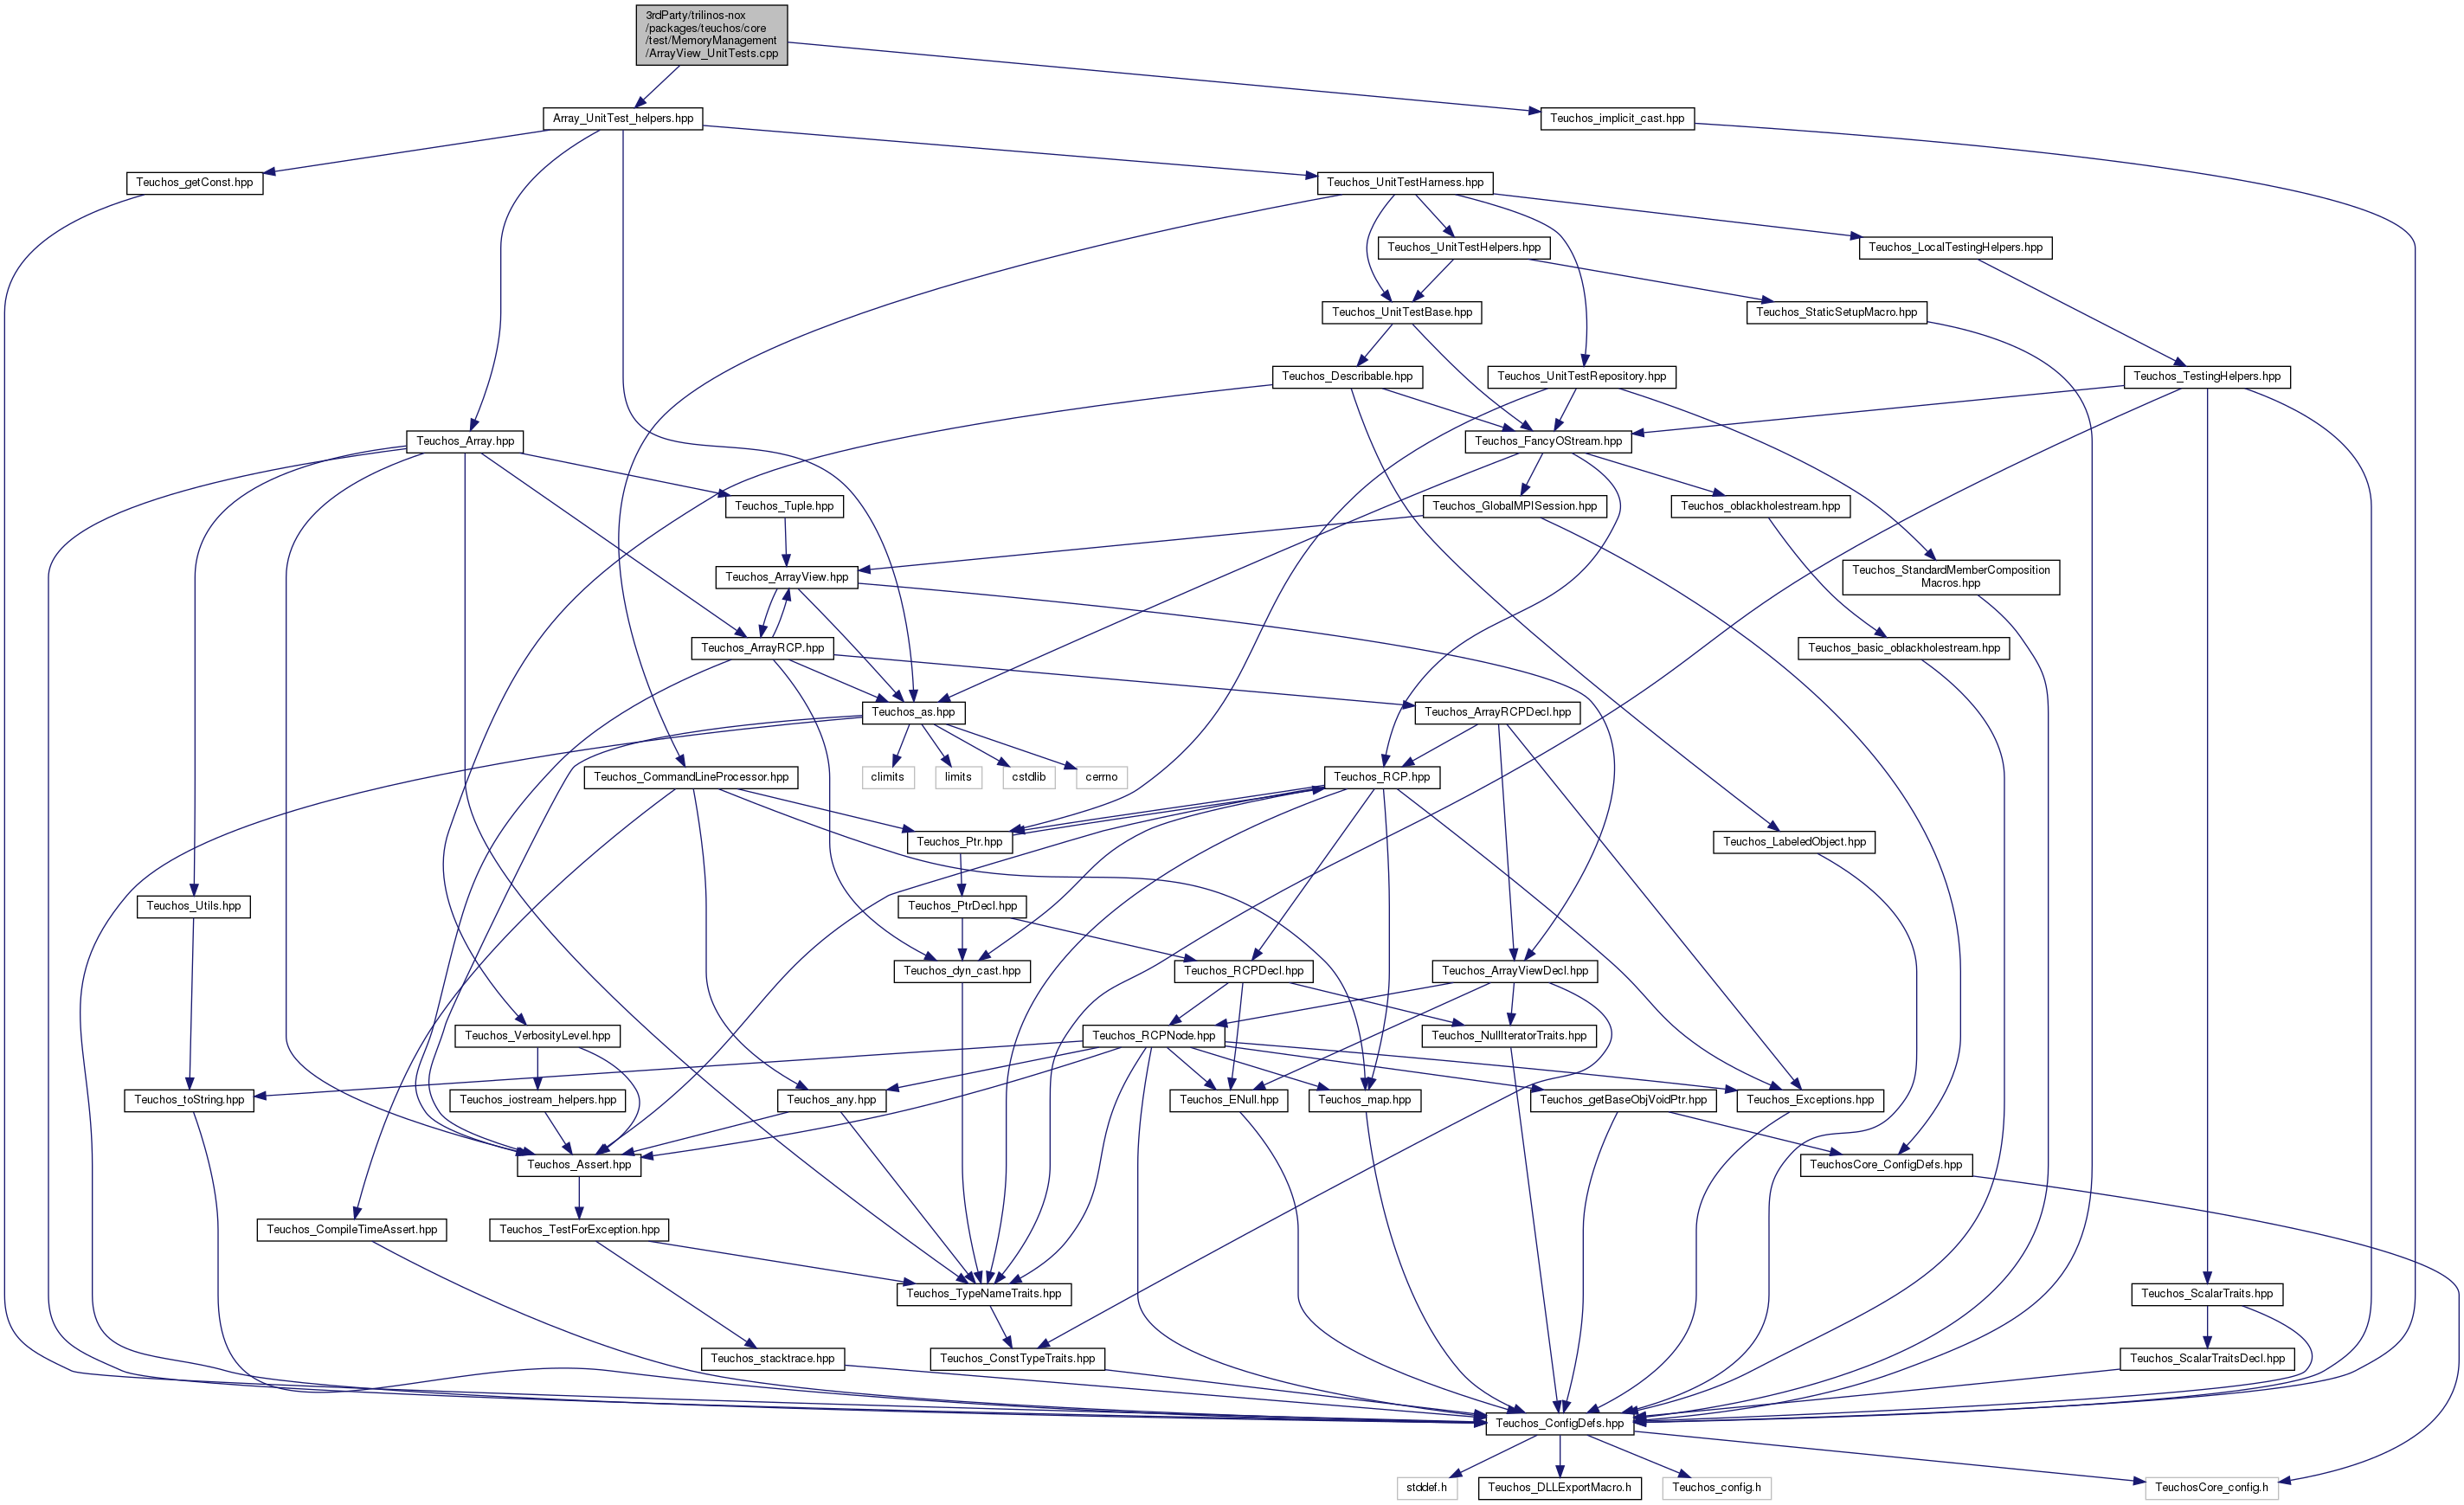 3rdParty/trilinos-nox
/packages/teuchos/core
/test/MemoryManagement
/ArrayView_UnitTests.cpp
Array_UnitTest_helpers.hpp
Teuchos_implicit_cast.hpp
Teuchos_getConst.hpp
Teuchos_UnitTestHarness.hpp
Teuchos_UnitTestHelpers.hpp
Teuchos_LocalTestingHelpers.hpp
Teuchos_UnitTestBase.hpp
Teuchos_StaticSetupMacro.hpp
Teuchos_Describable.hpp
Teuchos_UnitTestRepository.hpp
Teuchos_TestingHelpers.hpp
Teuchos_Array.hpp
Teuchos_FancyOStream.hpp
Teuchos_Tuple.hpp
Teuchos_GlobalMPISession.hpp
Teuchos_oblackholestream.hpp
Teuchos_ArrayView.hpp
Teuchos_StandardMemberComposition
Macros.hpp
Teuchos_ArrayRCP.hpp
Teuchos_basic_oblackholestream.hpp
Teuchos_as.hpp
Teuchos_ArrayRCPDecl.hpp
Teuchos_CommandLineProcessor.hpp
climits
limits
cstdlib
cerrno
Teuchos_RCP.hpp
Teuchos_Ptr.hpp
Teuchos_LabeledObject.hpp
Teuchos_Utils.hpp
Teuchos_PtrDecl.hpp
Teuchos_dyn_cast.hpp
Teuchos_RCPDecl.hpp
Teuchos_ArrayViewDecl.hpp
Teuchos_VerbosityLevel.hpp
Teuchos_RCPNode.hpp
Teuchos_NullIteratorTraits.hpp
Teuchos_toString.hpp
Teuchos_iostream_helpers.hpp
Teuchos_any.hpp
Teuchos_ENull.hpp
Teuchos_map.hpp
Teuchos_getBaseObjVoidPtr.hpp
Teuchos_Exceptions.hpp
Teuchos_Assert.hpp
TeuchosCore_ConfigDefs.hpp
Teuchos_CompileTimeAssert.hpp
Teuchos_TestForException.hpp
Teuchos_TypeNameTraits.hpp
Teuchos_ScalarTraits.hpp
Teuchos_stacktrace.hpp
Teuchos_ConstTypeTraits.hpp
Teuchos_ScalarTraitsDecl.hpp
Teuchos_ConfigDefs.hpp
stddef.h
Teuchos_DLLExportMacro.h
Teuchos_config.h
TeuchosCore_config.h